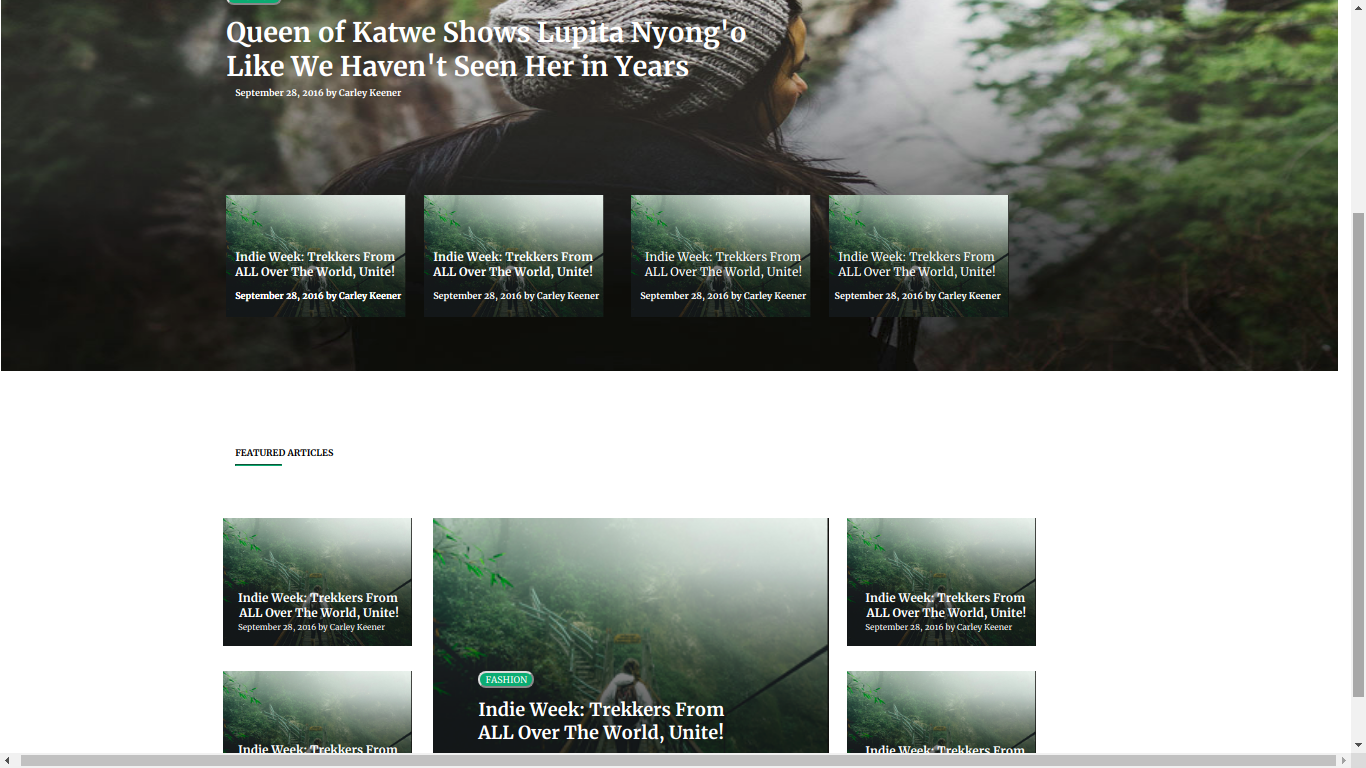 Queen of Katwe Shows Lupita Nyong'o
Like We Haven't Seen Her in Years
September 28, 2016 by Carley Keener
Indie Week: Trekkers From
ALL Over The World, Unite!
September 28, 2016 by Carley Keener
Indie Week: Trekkers From
ALL Over The World, Unite!
September 28, 2016 by Carley Keener
Indie Week: Trekkers From
ALL Over The World, Unite!
September 28, 2016 by Carley Keener
Indie Week: Trekkers From
ALL Over The World, Unite!
September 28, 2016 by Carley Keener
FEATURED ARTICLES
Indie Week: Trekkers From
ALL Over The World, Unite!
September 28, 2016 by Carley Keener
Indie Week: Trekkers From
FASHION
Indie Week: Trekkers From
ALL Over The World, Unite!
Indie Week: Trekkers From
ALL Over The World, Unite!
September 28, 2016 by Carley Keener
Indie Week: Trekkers From